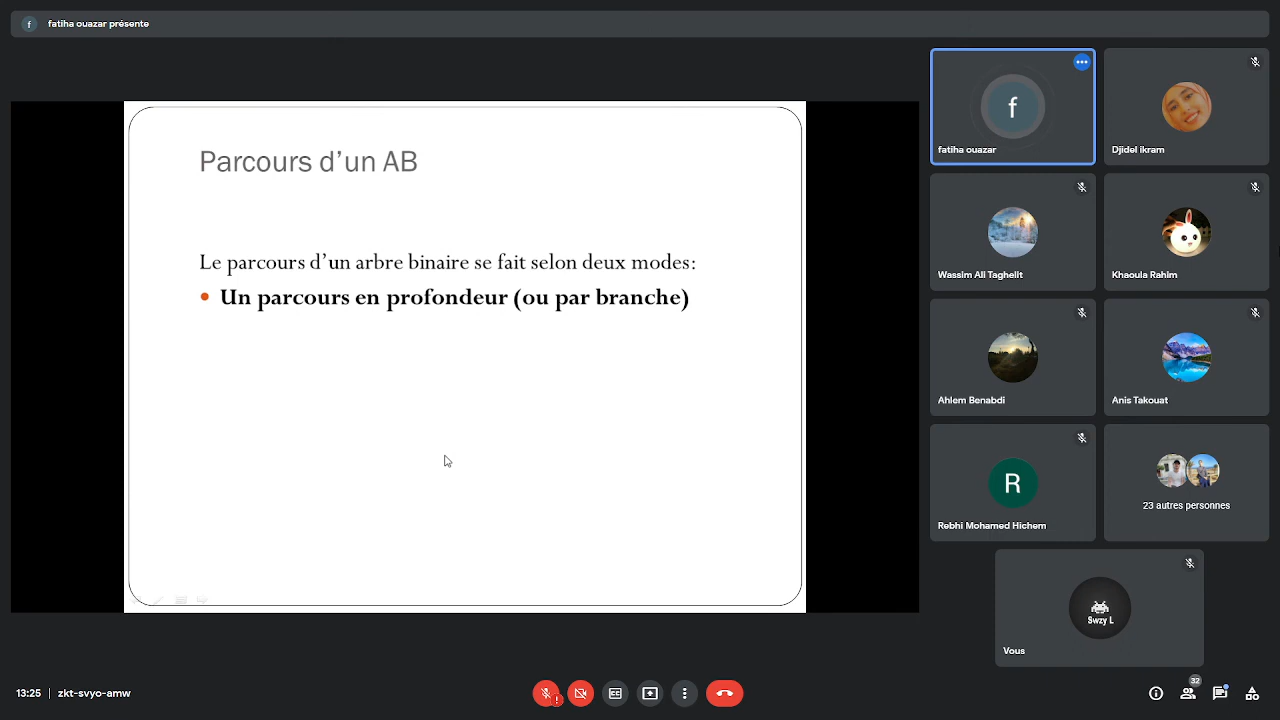 f fatiha ouazar présente
Parcours d'un AB
Le parcours d'un arbre binaire se fait selon deux modes:
• Un parcours en profondeur (ou par branche)
f
fatiha ouazar
Djidel ikram
Wassim Ali Taghelit
Khaoula Rahim
Ahlem Benabdi
Anis Takouat
R
Rebhi Mohamed Hichem
23 autres personnes
Swzy L
Vous
13:25 | zkt-svyo-amw
32